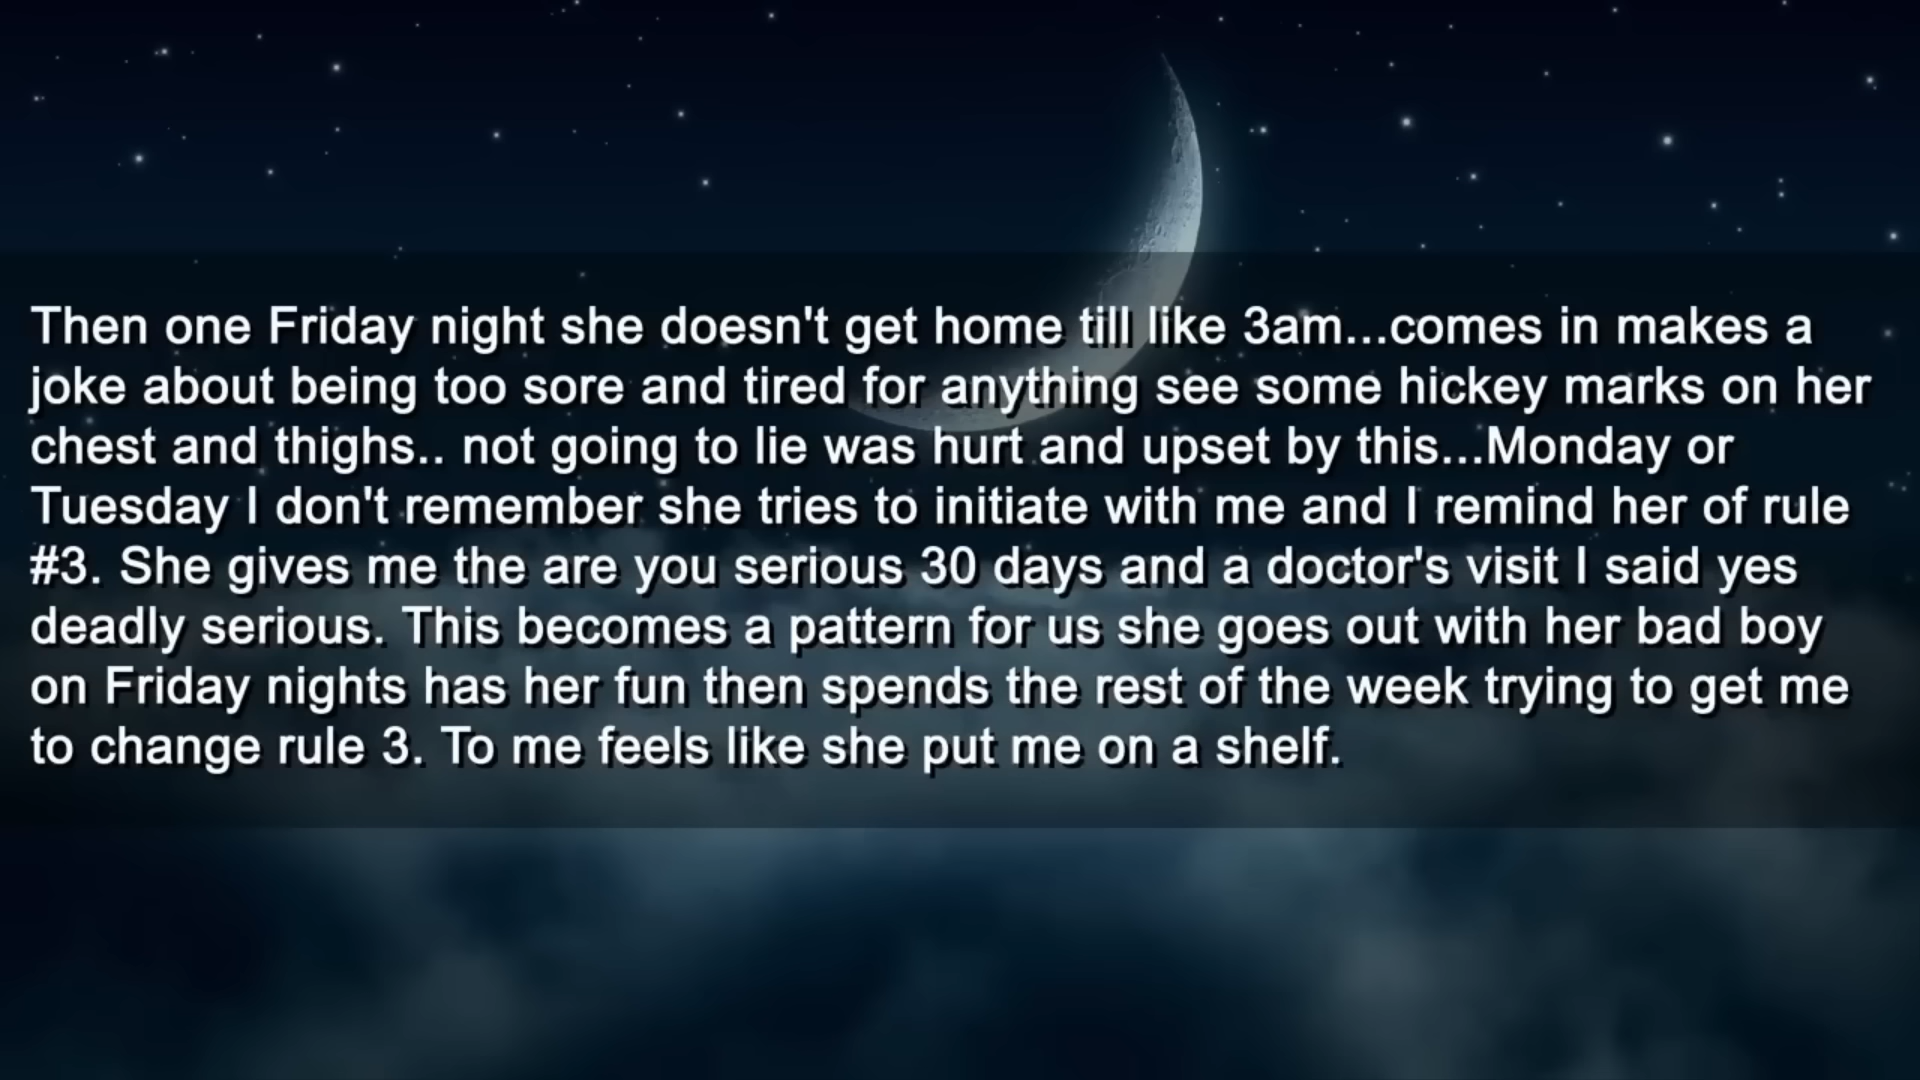 Then one Friday night she doesn't get home till like 3am...comes in makes a
joke about being too sore and tired for anything see some hickey marks on her
chest and thighs.. not going to lie was hurt and upset by this...Monday or
Tuesday I don't remember she tries to initiate with me and I remind her of rule
#3. She gives me the are you serious 30 days and a doctor's visit I said yes
deadly serious. This becomes a pattern for us she goes out with her bad boy
on Friday nights has her fun then spends the rest of the week trying to get me
to change rule 3. To me feels like she put me on a shelf.